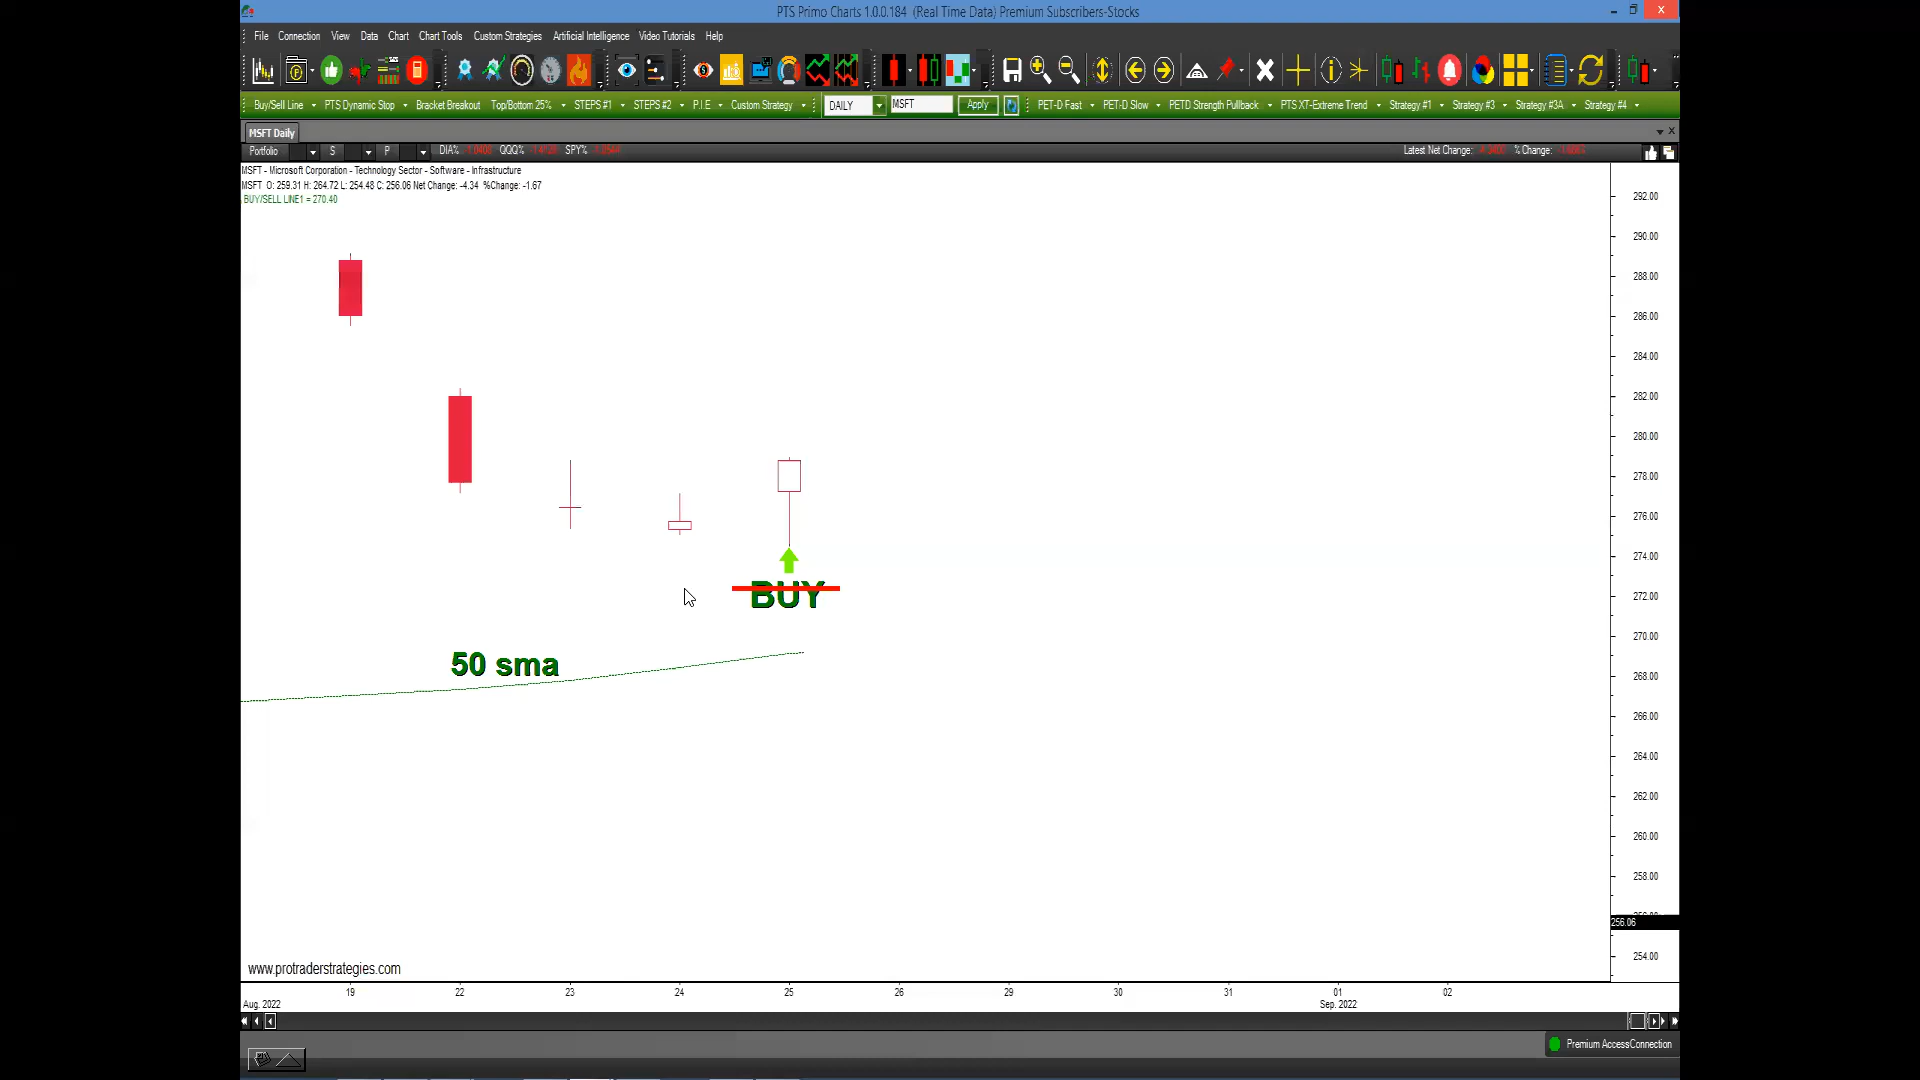 PTS Primo Charts 1.0.0.184 (Real Time Data) Premium Subscribers-Stocks
File Connection View Data Chart Chart Tools Custom Strategies Artificial Intelligence Video Tutorials Help
Buy/Sell Line PTS Dynamic Stop Bracket Breakout Top/Bottom 25% STEPS #1 STEPS #2 P.I.E Custom Strategy DAILY MSFT Apply PET-D Fast PET-D Slow PETD Strength Pullback PTS XT-Extreme Trend Strategy #1 Strategy #3 Strategy #3A Strategy #4
MSFT Daily
Portfolio S P DIA% QQQ% SPY% Latest Net Change: % Change:
MSFT - Microsoft Corporation - Technology Sector - Software - Infrastructure
MSFT O: 259.31 H: 264.72 L: 254.48 C: 256.06 Net Change: -4.34 %Change: -1.67
BUY/SELL LINE1 = 270.40
292.00
290.00
288.00
286.00
284.00
282.00
280.00
278.00
276.00
274.00
BUY
272.00
270.00
50 sma
268.00
266.00
264.00
262.00
260.00
258.00
256.06
254.00
www.protraderstrategies.com
19 22 23 24 25 26 29 30 31 01 02
Aug. 2022 Sep. 2022
Premium AccessConnection